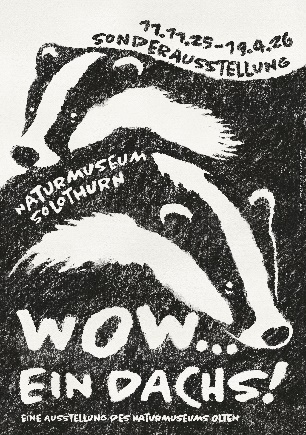 11.11.25–19.4.26
SONDERAUSSTELLUNG
NATURMUSEUM
SOLOTHURN
WOW...
EIN DACHS!
EINE AUSSTELLUNG DES NATURMUSEUMS OLTEN